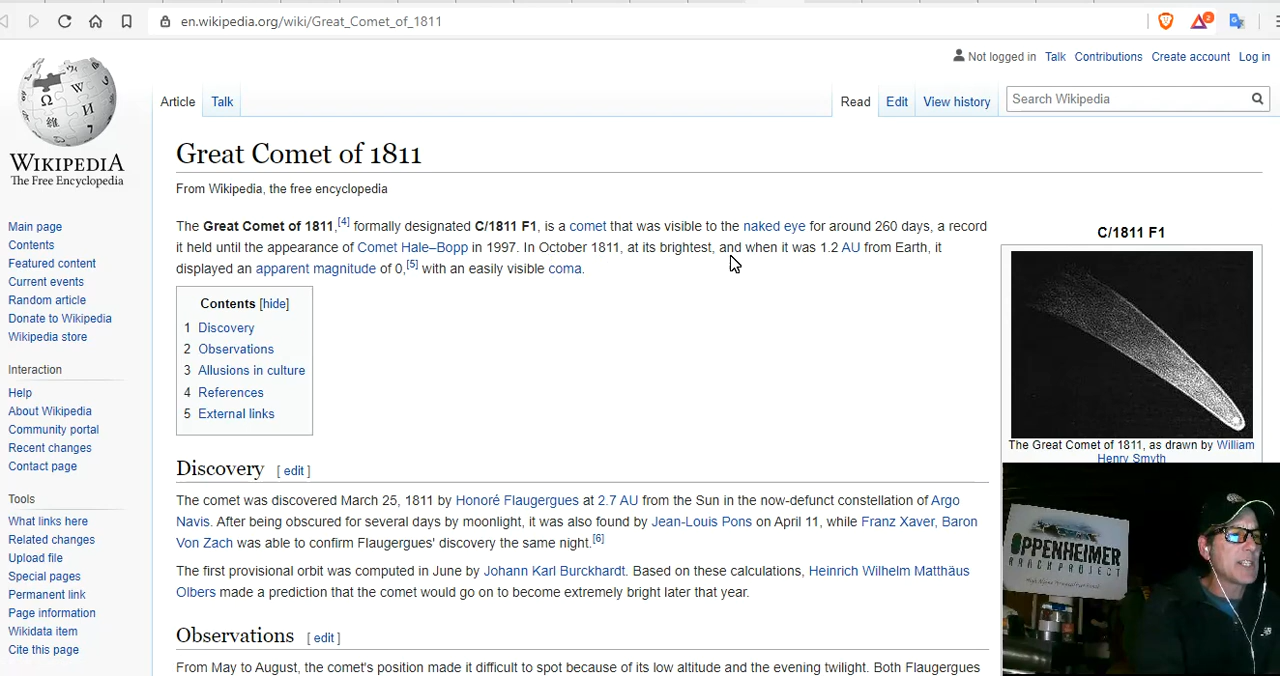 en.wikipedia.org/wiki/Great_Comet_of_1811
2
Not logged in Talk Contributions Create account Log in
Article Talk Read Edit View history Search Wikipedia
WIKIPEDIA
The Free Encyclopedia
Main page
Contents
Featured content
Current events
Random article
Donate to Wikipedia
Wikipedia store
Interaction
Help
About Wikipedia
Community portal
Recent changes
Contact page
Tools
What links here
Related changes
Upload file
Special pages
Permanent link
Page information
Wikidata item
Cite this page
Great Comet of 1811
From Wikipedia, the free encyclopedia
The Great Comet of 1811,[4] formally designated C/1811 F1, is a comet that was visible to the naked eye for around 260 days, a record
it held until the appearance of Comet Hale–Bopp in 1997. In October 1811, at its brightest, and when it was 1.2 AU from Earth, it
displayed an apparent magnitude of 0,[5] with an easily visible coma.
Contents [hide]
1 Discovery
2 Observations
3 Allusions in culture
4 References
5 External links
Discovery [ edit ]
The comet was discovered March 25, 1811 by Honoré Flaugergues at 2.7 AU from the Sun in the now-defunct constellation of Argo
Navis. After being obscured for several days by moonlight, it was also found by Jean-Louis Pons on April 11, while Franz Xaver, Baron
Von Zach was able to confirm Flaugergues' discovery the same night.[6]
The first provisional orbit was computed in June by Johann Karl Burckhardt. Based on these calculations, Heinrich Wilhelm Matthäus
Olbers made a prediction that the comet would go on to become extremely bright later that year.
Observations [ edit ]
From May to August, the comet's position made it difficult to spot because of its low altitude and the evening twilight. Both Flaugergues
C/1811 F1
The Great Comet of 1811, as drawn by William
Henry Smyth
OPPENHEIMER
RANCH PROJECT